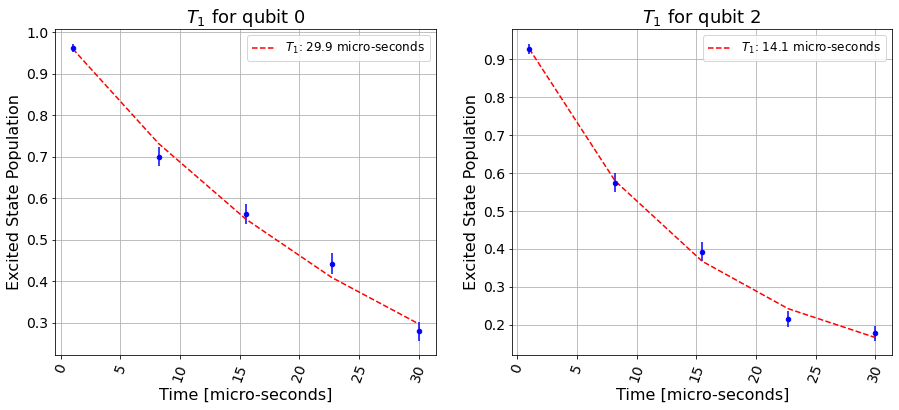 T1 for qubit 0
Excited State Population
1.0
0.9
0.8
0.7
0.6
0.5
0.4
0.3
T1: 29.9 micro-seconds
0 5 10 15 20 25 30
Time [micro-seconds]
T1 for qubit 2
Excited State Population
0.9
0.8
0.7
0.6
0.5
0.4
0.3
0.2
T1: 14.1 micro-seconds
0 5 10 15 20 25 30
Time [micro-seconds]